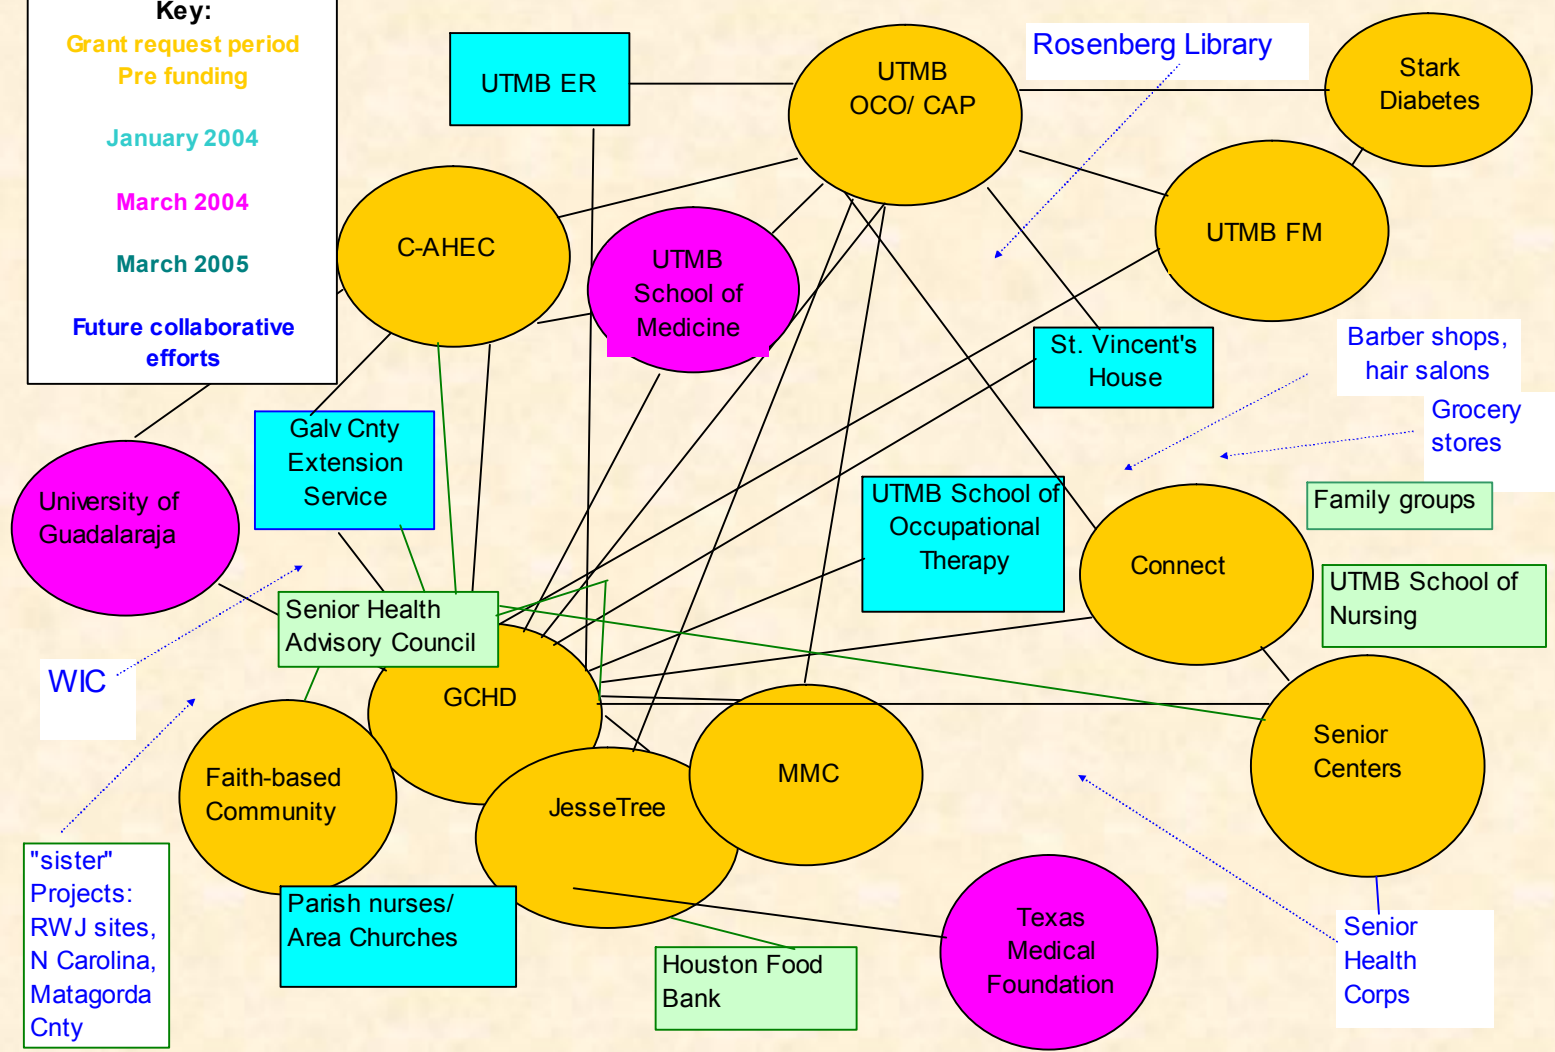 Key:
Grant request period
Pre funding
January 2004
March 2004
March 2005
Future collaborative
efforts
UTMB ER
UTMB
OCO/ CAP
Rosenberg Library
Stark
Diabetes
C-AHEC
UTMB
School of
Medicine
UTMB FM
St. Vincent's
House
Barber shops,
hair salons
Grocery
stores
Galv Cnty
Extension
Service
University of
Guadalaraja
UTMB School of
Occupational
Therapy
Family groups
Connect
UTMB School of
Nursing
Senior Health
Advisory Council
WIC
GCHD
Senior
Centers
Faith-based
Community
JesseTree
MMC
"sister"
Projects:
RWJ sites,
N Carolina,
Matagorda
Cnty
Parish nurses/
Area Churches
Houston Food
Bank
Texas
Medical
Foundation
Senior
Health
Corps